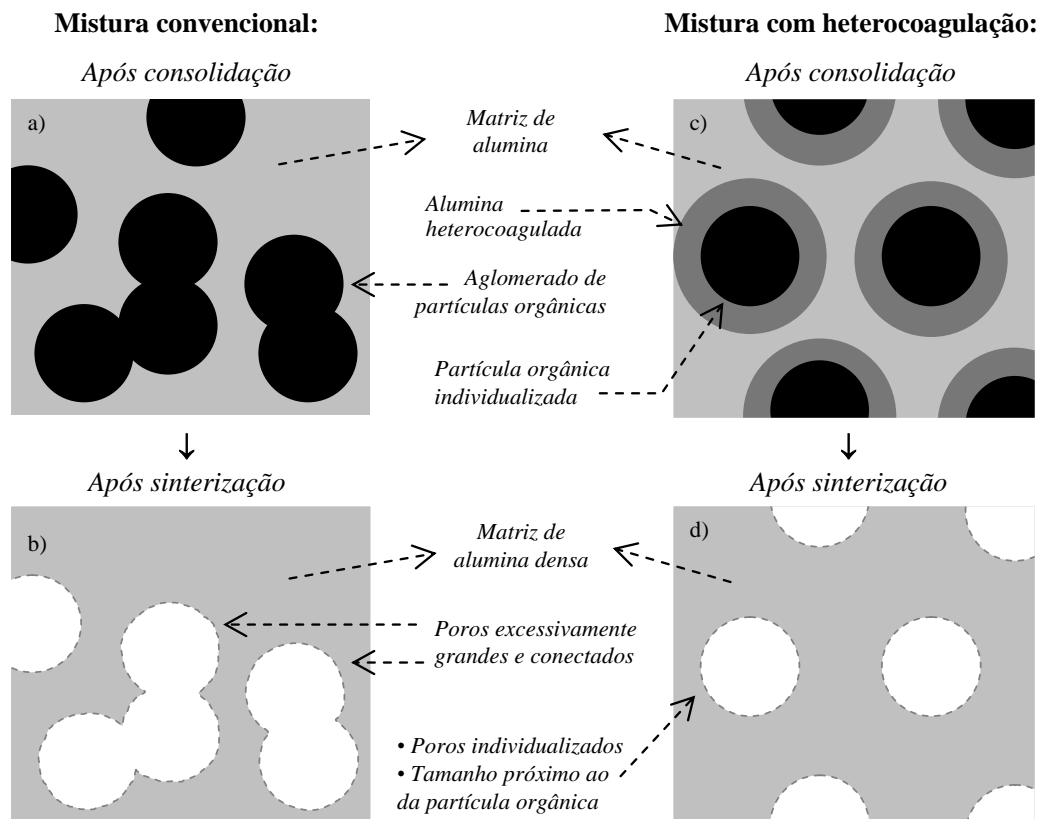 Mistura convencional:
Mistura com heterocoagulação:
Após consolidação
Após consolidação
a)
Matriz de
alumina
c)
Alumina
heterocoagulada
Aglomerado de
partículas orgânicas
Partícula orgânica
individualizada
↓
↓
Após sinterização
Após sinterização
b)
Matriz de
alumina densa
d)
Poros excessivamente
grandes e conectados
• Poros individualizados
• Tamanho próximo ao
da partícula orgânica